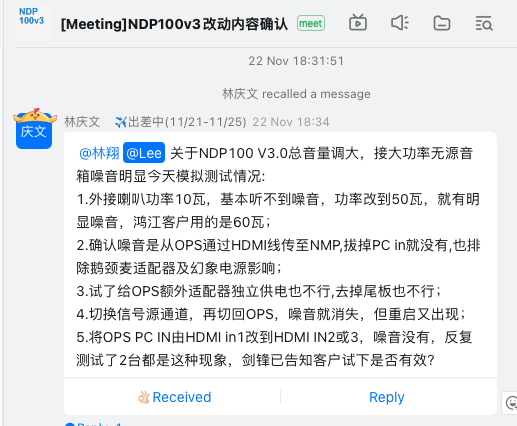 NDP
100v3
[Meeting]NDP100v3改动内容确认
meet
22 Nov 18:31:51
林庆文 recalled a message
庆文
林庆文 ✈️出差中(11/21-11/25) 22 Nov 18:34
@林翔 @Lee 关于NDP100 V3.0总音量调大，接大功率无源音
箱噪音明显今天模拟测试情况:
1.外接喇叭功率10瓦，基本听不到噪音，功率改到50瓦，就有明
显噪音，鸿江客户用的是60瓦；
2.确认噪音是从OPS通过HDMI线传至NMP,拔掉PC in就没有,也排
除鹅颈麦适配器及幻象电源影响；
3.试了给OPS额外适配器独立供电也不行,去掉尾板也不行；
4.切换信号源通道，再切回OPS，噪音就消失，但重启又出现；
5.将OPS PC IN由HDMI in1改到HDMI IN2或3，噪音没有，反复
测试了2台都是这种现象，剑锋已告知客户试下是否有效?
👌🏻Received
Reply
Reply 1